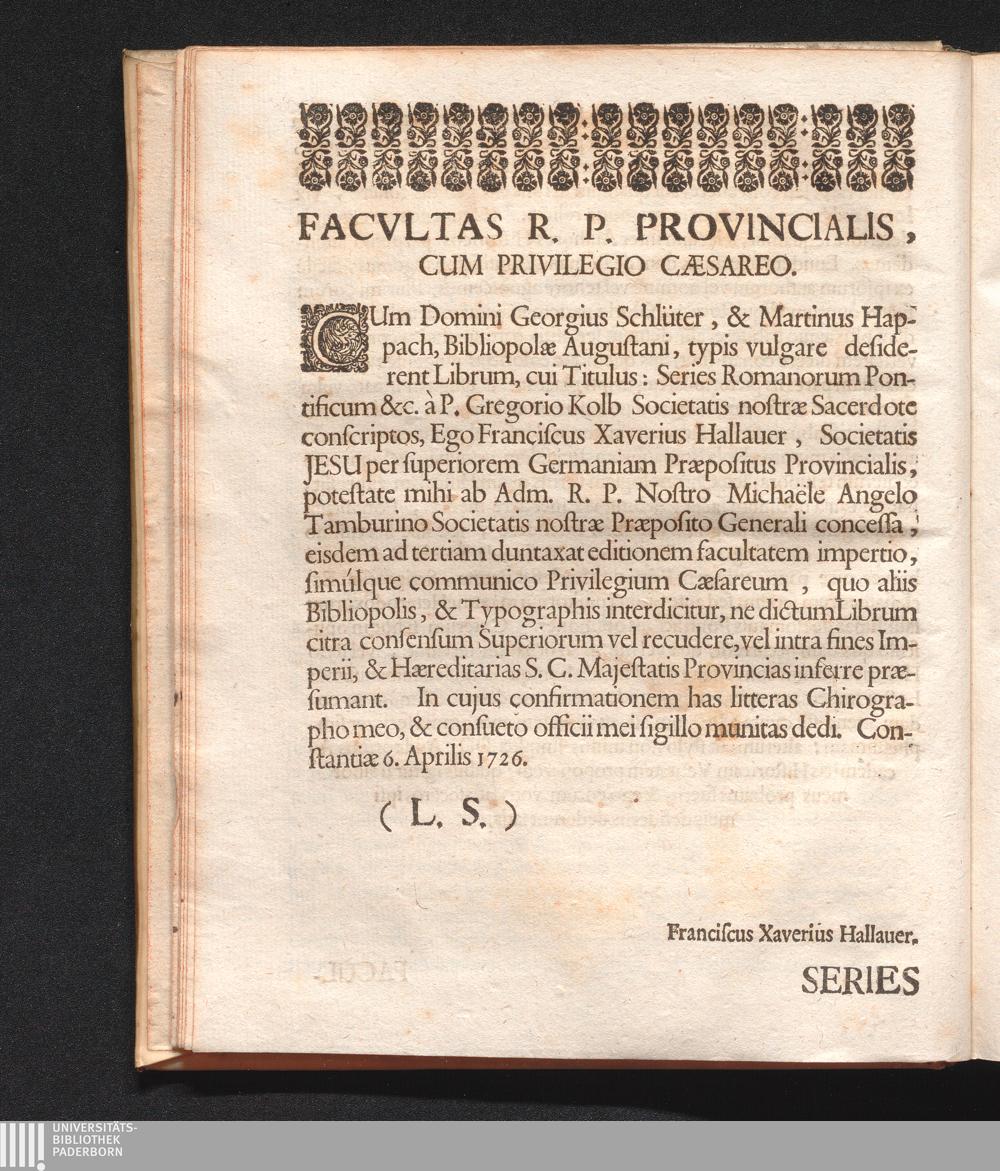 FACVLTAS R. P. PROVINCIALIS,
CUM PRIVILEGIO CÆSAREO.
CUm Domini Georgius Schlüter, & Martinus Hap-
pach, Bibliopolæ Auguſtani, typis vulgare deſide-
rent Librum, cui Titulus: Series Romanorum Pon-
tificum &c. à P. Gregorio Kolb Societatis noſtræ Sacerdote
conſcriptos, Ego Franciſcus Xaverius Hallauer, Societatis
JESU per ſuperiorem Germaniam Præpoſitus Provincialis,
poteſtate mihi ab Adm. R. P. Noſtro Michaële Angelo
Tamburino Societatis noſtræ Præpoſito Generali conceſſa,
eisdem ad tertiam duntaxat editionem facultatem impertio,
ſimúlque communico Privilegium Cæſareum, quo aliis
Bibliopolis, & Typographis interdicitur, ne dictum Librum
citra conſenſum Superiorum vel recudere, vel intra fines Im-
perii, & Hæreditarias S. C. Majeſtatis Provincias inferre præ-
ſumant. In cujus confirmationem has litteras Chirogra-
pho meo, & conſueto officii mei ſigillo munitas dedi. Con-
ſtantiæ 6. Aprilis 1726.
( L. S. )
Franciſcus Xaverius Hallauer.
SERIES
UNIVERSITÄTS-
BIBLIOTHEK
PADERBORN